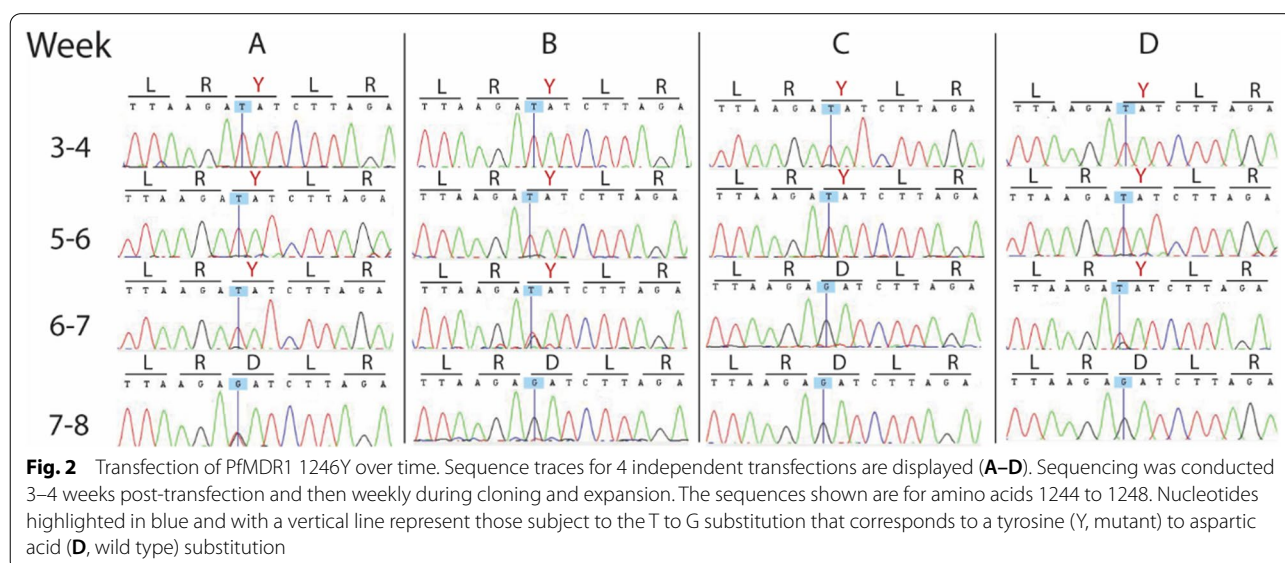 Week A B C D
L R Y L R
T T A A G A T A T C T T A G A
L R Y L R
T T A A G A T A T C T T A G A
L R Y L R
T T A A G A T A T C T T A G A
L Y L R
T T A A G A T A T C T T A G A
3-4
L R Y L R
T T A A G A T A T C T T A G A
L R Y L R
T T A A G A T A T C T T A G A
L R Y L R
T T A A G A T A T C T T A G A
L R Y L R
T T A A G A T A T C T T A G A
5-6
L R Y L R
T T A A G A T A T C T T A G A
L R Y L R
T T A A G A T A T C T T A G A
L R D L R
T T A A G A G A T C T T A G A
L R Y L R
T T A A G A T A T C T T A G A
6-7
L R D L R
T T A A G A G A T C T T A G A
L R D L R
T T A A G A G A T C T T A G A
L R D L R
T T A A G A G A T C T T A G A
L R D L R
T T A A G A G A T C T T A G A
7-8
Fig. 2 Transfection of PfMDR1 1246Y over time. Sequence traces for 4 independent transfections are displayed (A–D). Sequencing was conducted
3–4 weeks post-transfection and then weekly during cloning and expansion. The sequences shown are for amino acids 1244 to 1248. Nucleotides
highlighted in blue and with a vertical line represent those subject to the T to G substitution that corresponds to a tyrosine (Y, mutant) to aspartic
acid (D, wild type) substitution